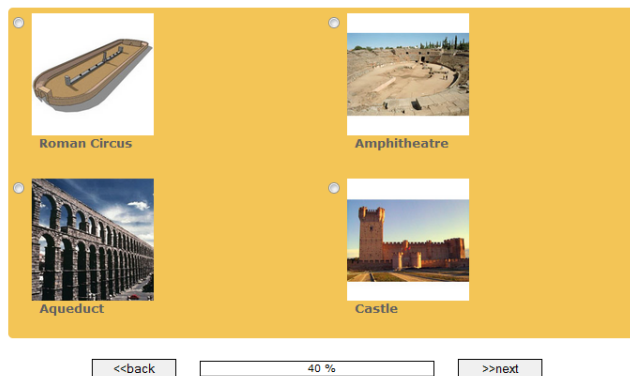 Roman Circus
Amphitheatre
Aqueduct
Castle
<<back
40 %
>>next